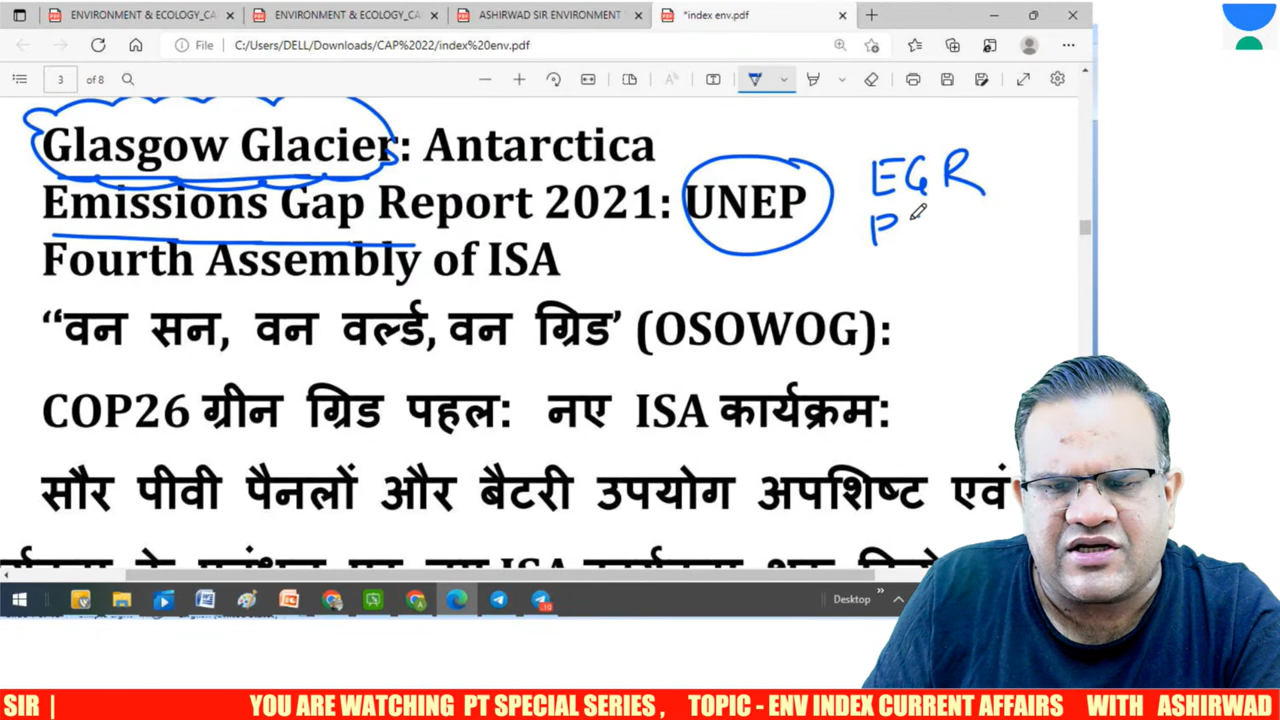 ENVIRONMENT & ECOLOGY_CA
ENVIRONMENT & ECOLOGY_CA
ASHIRWAD SIR ENVIRONMENT
*index env.pdf
File
C:/Users/DELL/Downloads/CAP%2022/index%20env.pdf
3 of 8
Glasgow Glacier: Antarctica
Emissions Gap Report 2021: UNEP
EGR
P
Fourth Assembly of ISA
“वन सन, वन वर्ल्ड, वन ग्रिड’ (OSOWOG):
COP26 ग्रीन ग्रिड पहल: नए ISA कार्यक्रम:
सौर पीवी पैनलों और बैटरी उपयोग अपशिष्ट एवं
Desktop
SIR | YOU ARE WATCHING PT SPECIAL SERIES , TOPIC - ENV INDEX CURRENT AFFAIRS WITH ASHIRWAD